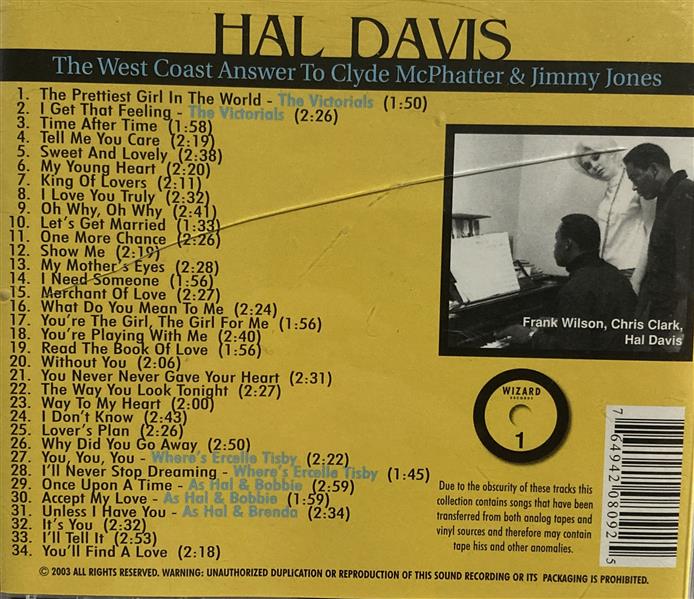 HAL DAVIS
The West Coast Answer To Clyde McPhatter & Jimmy Jones
1. The Prettiest Girl In The World - The Victorials (1:50)
2. I Get That Feeling - The Victorials (2:26)
3. Time After Time (1:58)
4. Tell Me You Care (2:19)
5. Sweet And Lovely (2:38)
6. My Young Heart (2:20)
7. King Of Lovers (2:11)
8. I Love You Truly (2:32)
9. Oh Why, Oh Why (2:41)
10. Let's Get Married (1:33)
11. One More Chance (2:26)
12. Show Me (2:19)
13. My Mother's Eyes (2:28)
14. I Need Someone (1:56)
15. Merchant Of Love (2:27)
16. What Do You Mean To Me (2:24)
17. You're The Girl, The Girl For Me (1:56)
18. You're Playing With Me (2:40)
19. Read The Book Of Love (1:56)
20. Without You (2:06)
21. You Never Never Gave Your Heart (2:31)
22. The Way You Look Tonight (2:27)
23. Way To My Heart (2:00)
24. I Don't Know (2:43)
25. Lover's Plan (2:26)
26. Why Did You Go Away (2:50)
27. You, You, You - Where's Ercelle Tisby (2:22)
28. I'll Never Stop Dreaming - Where's Ercelle Tisby (1:45)
29. Once Upon A Time - As Hal & Bobbie (2:59)
30. Accept My Love - As Hal & Bobbie (1:59)
31. Unless I Have You - As Hal & Brenda (2:34)
32. It's You (2:32)
33. I'll Tell It (2:53)
34. You'll Find A Love (2:18)
Frank Wilson, Chris Clark,
Hal Davis
WIZARD
RECORDS
1
Due to the obscurity of these tracks this
collection contains songs that have been
transferred from both analog tapes and
vinyl sources and therefore may contain
tape hiss and other anomalies.
7 64942 08092 5
© 2003 ALL RIGHTS RESERVED. WARNING: UNAUTHORIZED DUPLICATION OR REPRODUCTION OF THIS SOUND RECORDING OR ITS PACKAGING IS PROHIBITED.